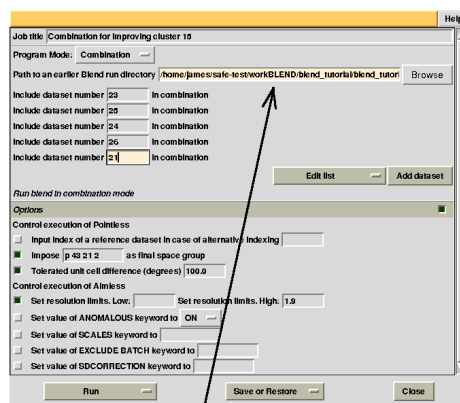 Help
Job title Combination for improving cluster 15
Program Mode: Combination
Path to an earlier Blend run directory /home/james/safe-test/workBLEND/blend_tutorial/blend_tutori Browse
Include dataset number 23 in combination
Include dataset number 25 in combination
Include dataset number 24 in combination
Include dataset number 26 in combination
Include dataset number 21 in combination
Edit list Add dataset
Run blend in combination mode
Options
Control execution of Pointless
Input index of a reference dataset in case of alternative indexing
Impose p 43 21 2 as final space group
Tolerated unit cell difference (degrees) 100.0
Control execution of Aimless
Set resolution limits. Low: Set resolution limits. High: 1.9
Set value of ANOMALOUS keyword to ON
Set value of SCALES keyword to
Set value of EXCLUDE BATCH keyword to
Set value of SDCORRECTION keyword to
Run Save or Restore Close